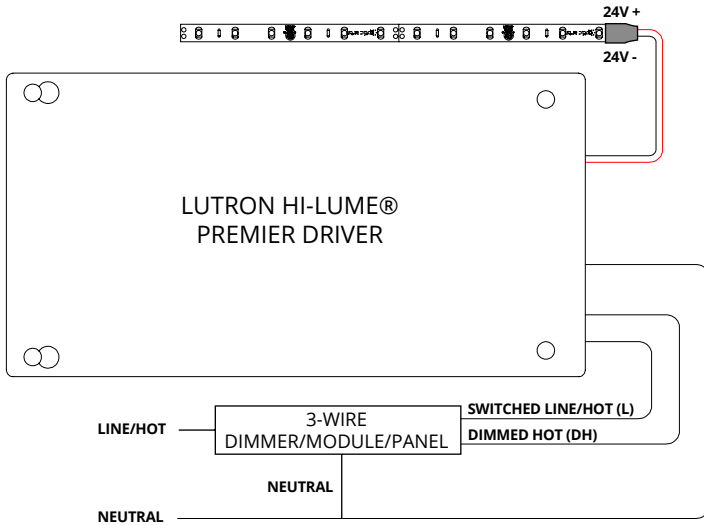 24V +
24V -
LUTRON HI-LUME®
PREMIER DRIVER
SWITCHED LINE/HOT (L)
3-WIRE
LINE/HOT
DIMMER/MODULE/PANEL
DIMMED HOT (DH)
NEUTRAL
NEUTRAL